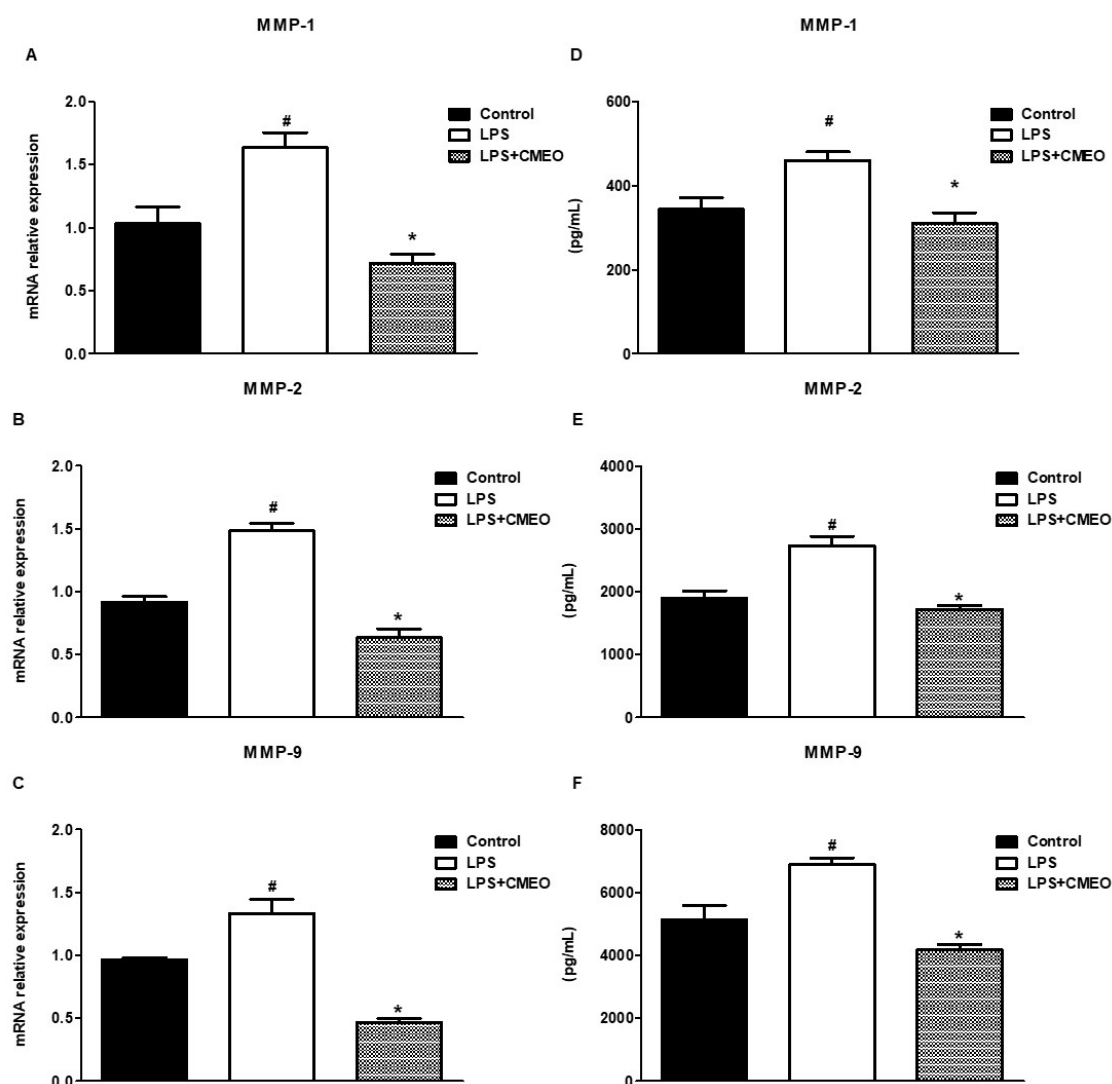 MMP-1
A
mRNA relative expression
2.0
1.5
1.0
0.5
0.0
#
*
Control
LPS
LPS+CMEO
MMP-1
D
(pg/mL)
600
400
200
0
#
*
Control
LPS
LPS+CMEO
MMP-2
B
mRNA relative expression
2.0
1.5
1.0
0.5
0.0
#
*
Control
LPS
LPS+CMEO
MMP-2
E
(pg/mL)
4000
3000
2000
1000
0
#
*
Control
LPS
LPS+CMEO
MMP-9
C
mRNA relative expression
2.0
1.5
1.0
0.5
0.0
#
*
Control
LPS
LPS+CMEO
MMP-9
F
(pg/mL)
8000
6000
4000
2000
0
#
*
Control
LPS
LPS+CMEO